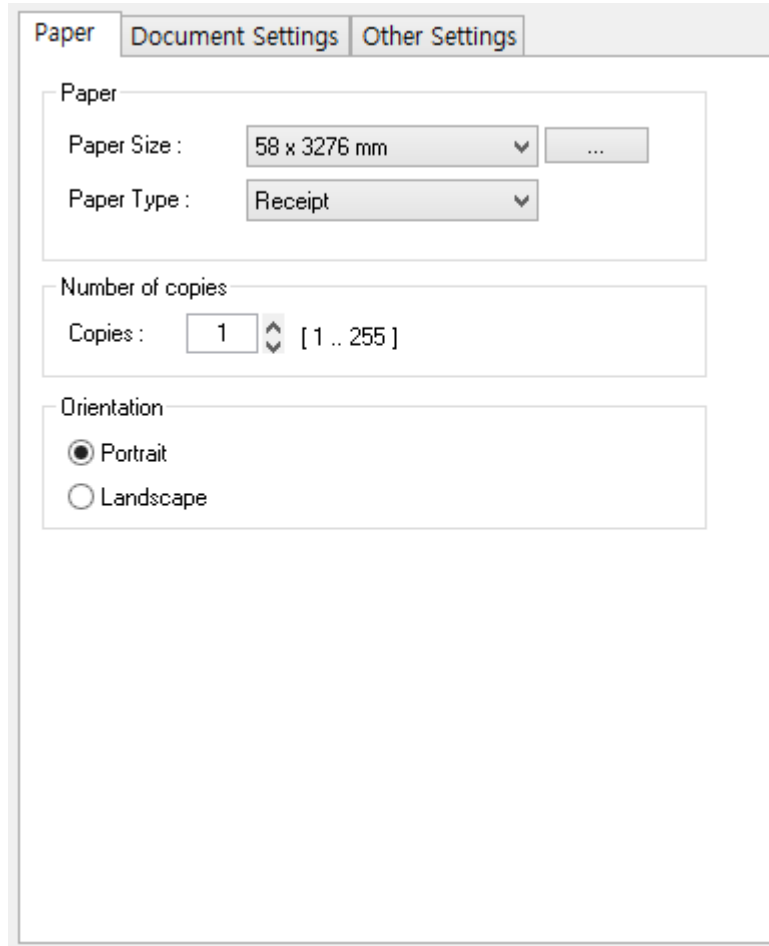 Paper Document Settings Other Settings
Paper
Paper Size : 58 x 3276 mm ...
Paper Type : Receipt
Number of copies
Copies : 1 [ 1 .. 255 ]
Orientation
Portrait
Landscape